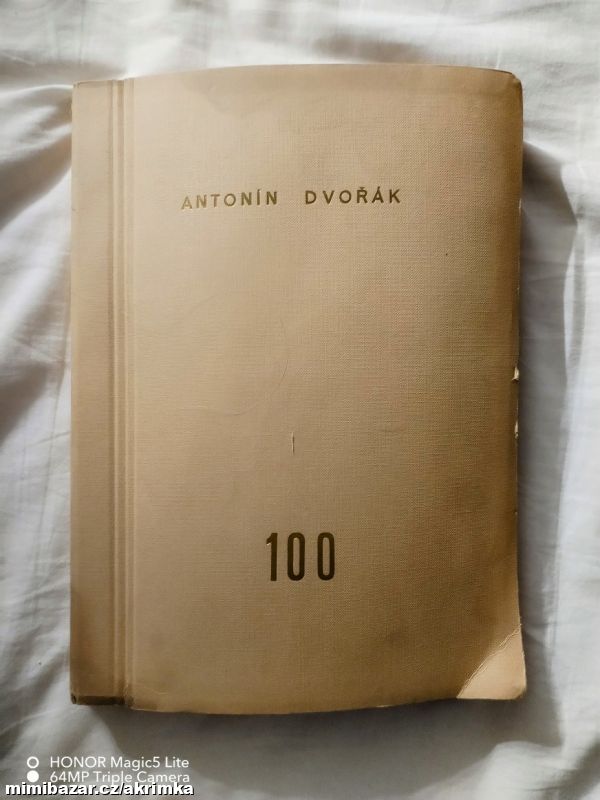 ANTONÍN DVOŘÁK
100
HONOR Magic5 Lite
64MP Triple Camera
mimibazar.cz/akrimka